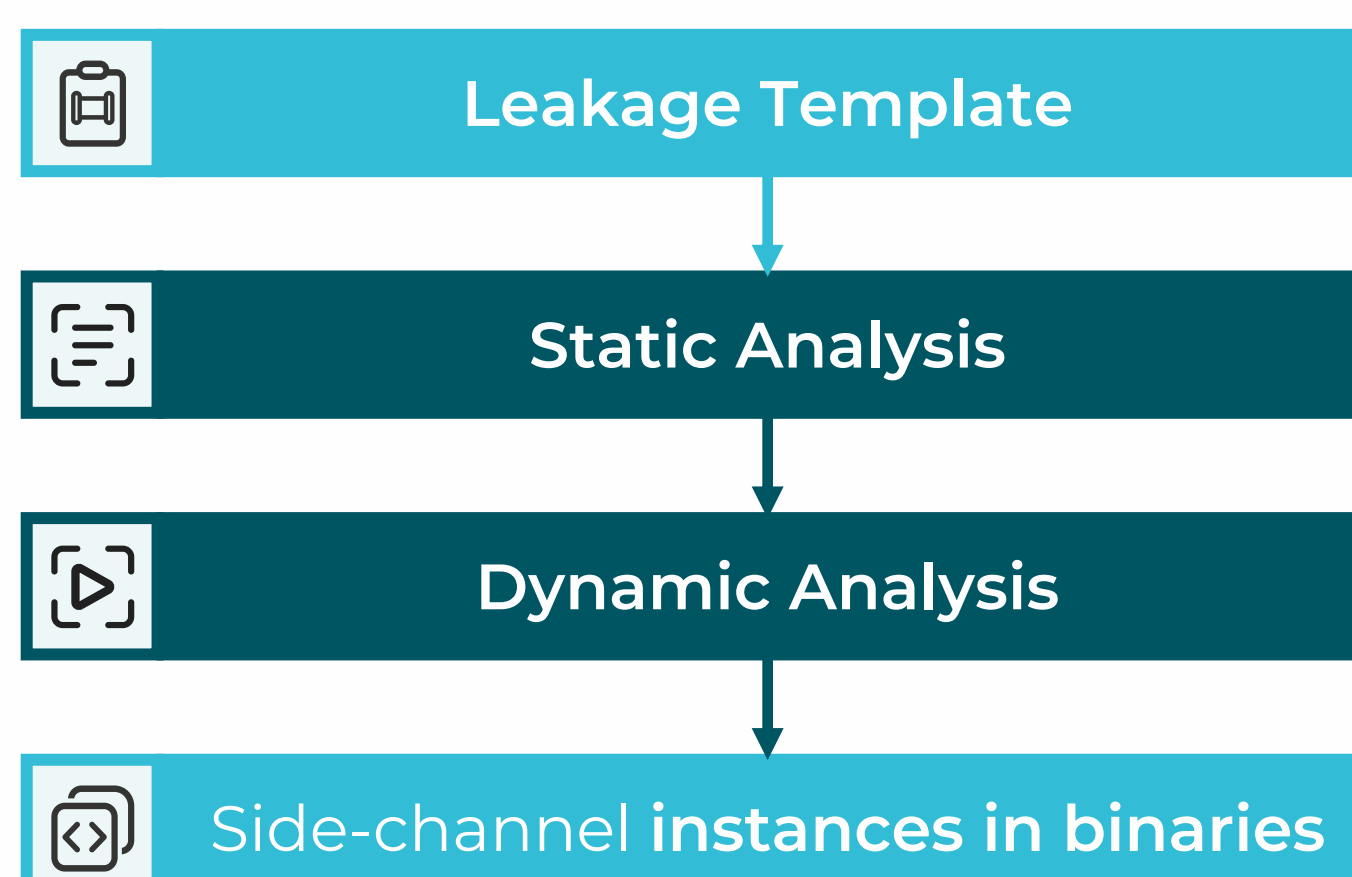 Leakage Template
Static Analysis
Dynamic Analysis
Side-channel instances in binaries